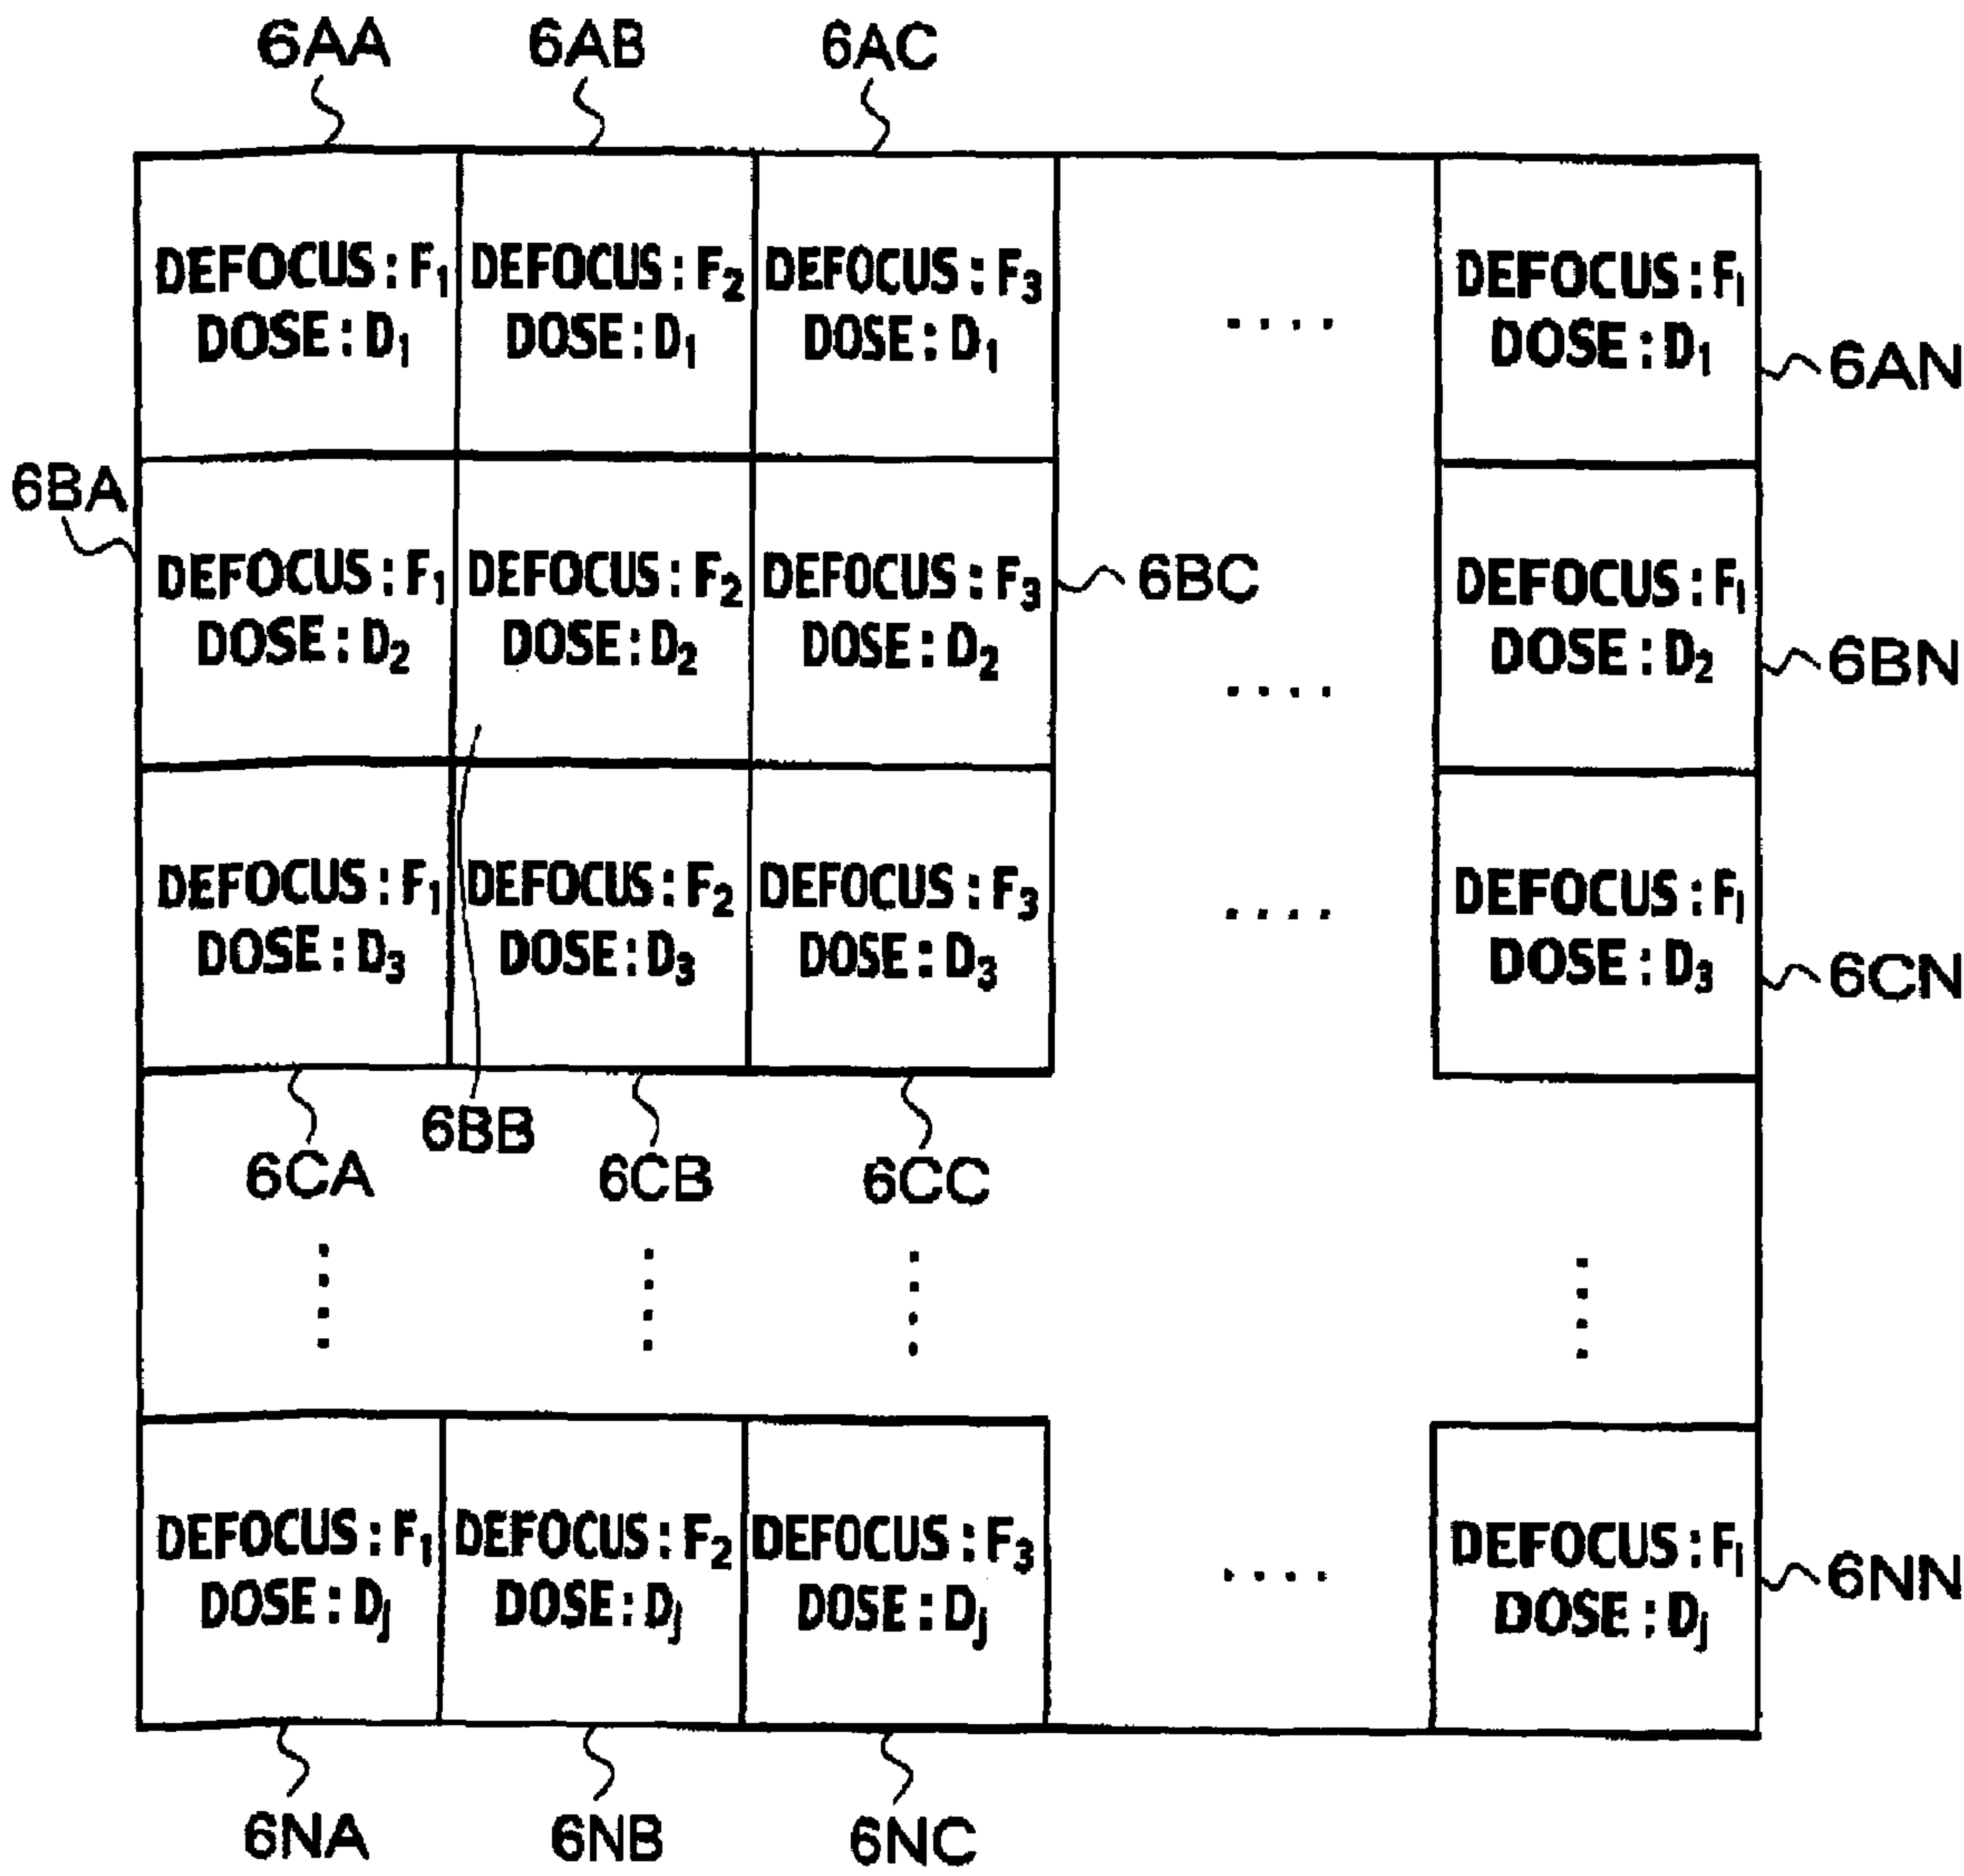 6AA 6AB 6AC
DEFOCUS:F₁ DEFOCUS:F₂ DEFOCUS:F₃ DEFOCUS:Fᵢ
DOSE:D₁ DOSE:D₁ DOSE:D₁ .... DOSE:D₁
6AN
6BA
DEFOCUS:F₁ DEFOCUS:F₂ DEFOCUS:F₃ 6BC DEFOCUS:Fᵢ
DOSE:D₂ DOSE:D₂ DOSE:D₂ .... DOSE:D₂ 6BN
DEFOCUS:F₁ DEFOCUS:F₂ DEFOCUS:F₃ .... DEFOCUS:Fᵢ
DOSE:D₃ DOSE:D₃ DOSE:D₃ DOSE:D₃ 6CN
6BB
6CA 6CB 6CC
DEFOCUS:F₁ DEFOCUS:F₂ DEFOCUS:F₃ DEFOCUS:Fᵢ
DOSE:Dⱼ DOSE:Dⱼ DOSE:Dⱼ .... DOSE:Dⱼ 6NN
6NA 6NB 6NC